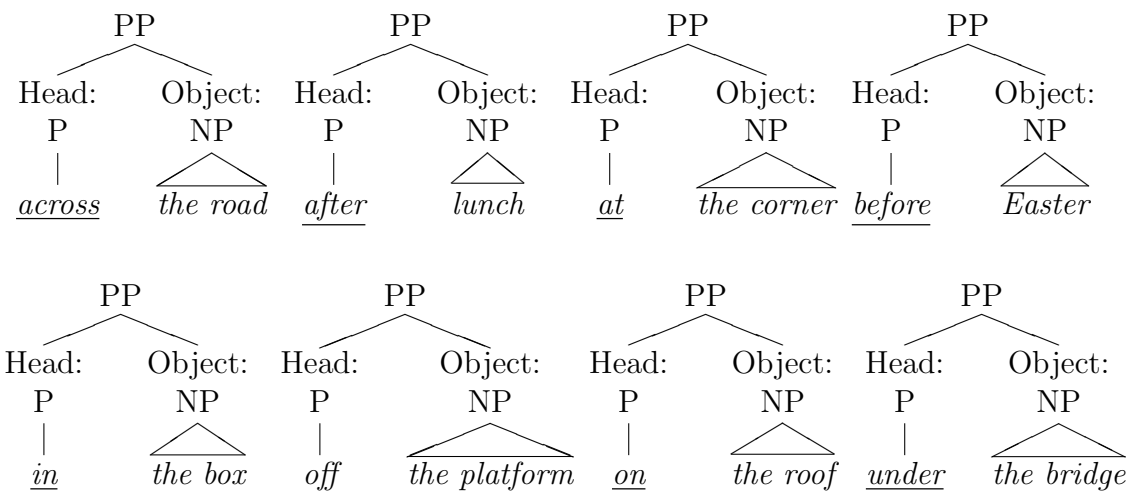 PP PP PP PP
Head: Object: Head: Object: Head: Object: Head: Object:
P NP P NP P NP P NP
across the road after lunch at the corner before Easter
PP PP PP PP
Head: Object: Head: Object: Head: Object: Head: Object:
P NP P NP P NP P NP
in the box off the platform on the roof under the bridge